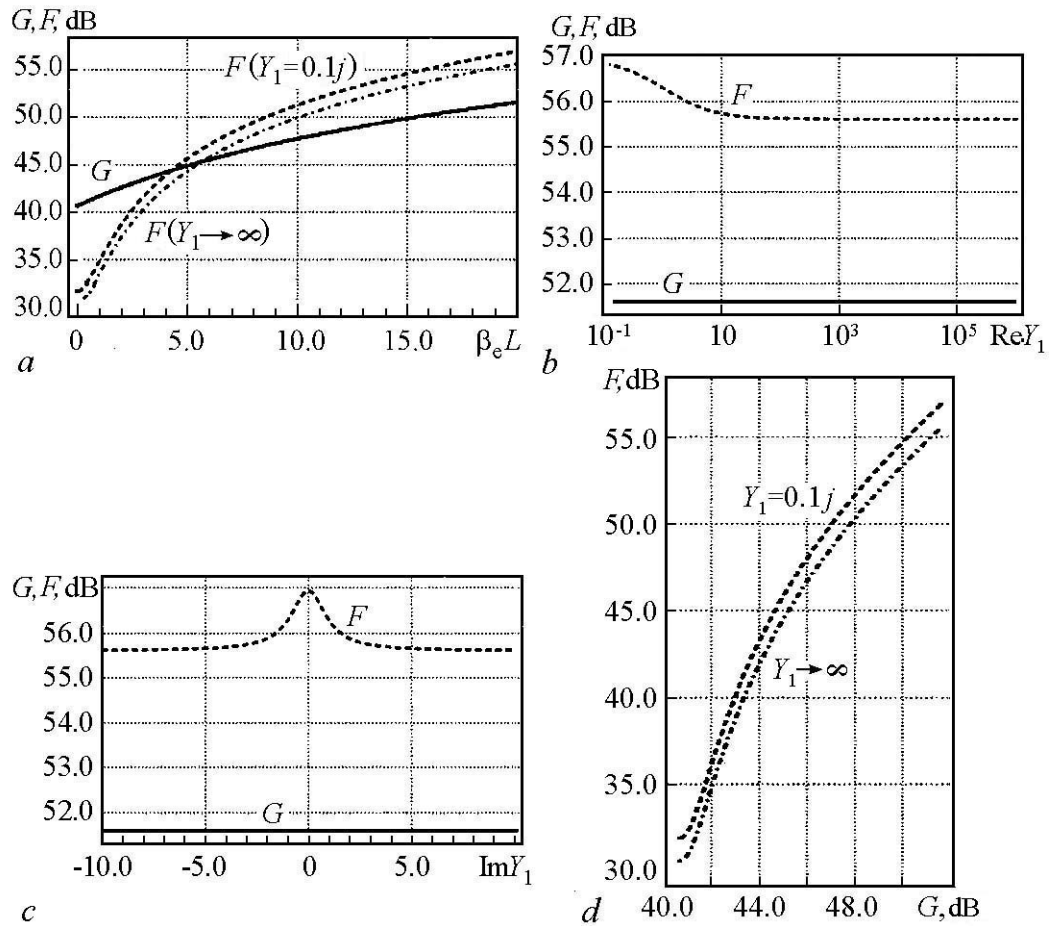 G, F, dB
55.0
50.0
45.0
40.0
35.0
30.0
F(Y₁=0.1j)
G
F(Y₁→∞)
0 5.0 10.0 15.0 βₑL
a
G, F, dB
57.0
56.0
55.0
54.0
53.0
52.0
F
G
10⁻¹ 10 10³ 10⁵ ReY₁
b
G, F, dB
56.0
55.0
54.0
53.0
52.0
F
G
-10.0 -5.0 0 5.0 ImY₁
c
F, dB
55.0
50.0
45.0
40.0
35.0
30.0
Y₁=0.1j
Y₁→∞
40.0 44.0 48.0 G, dB
d